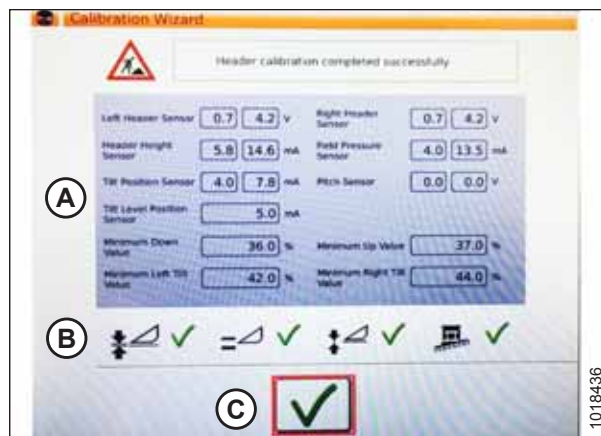 Calibration Wizard
Header calibration completed successfully
Left Header Sensor 0.7 4.2 V Right Header Sensor 0.7 4.2 V
Header Height Sensor 5.8 14.6 mA Field Pressure Sensor 4.0 13.5 mA
Tilt Position Sensor 4.0 7.8 mA Pitch Sensor 0.0 0.0 V
Tilt Level Position Sensor 5.0 mA
Minimum Down Value 36.0 % Minimum Up Value 37.0 %
Minimum Left Tilt Value 42.0 % Minimum Right Tilt Value 44.0 %
A
B
C
1018436